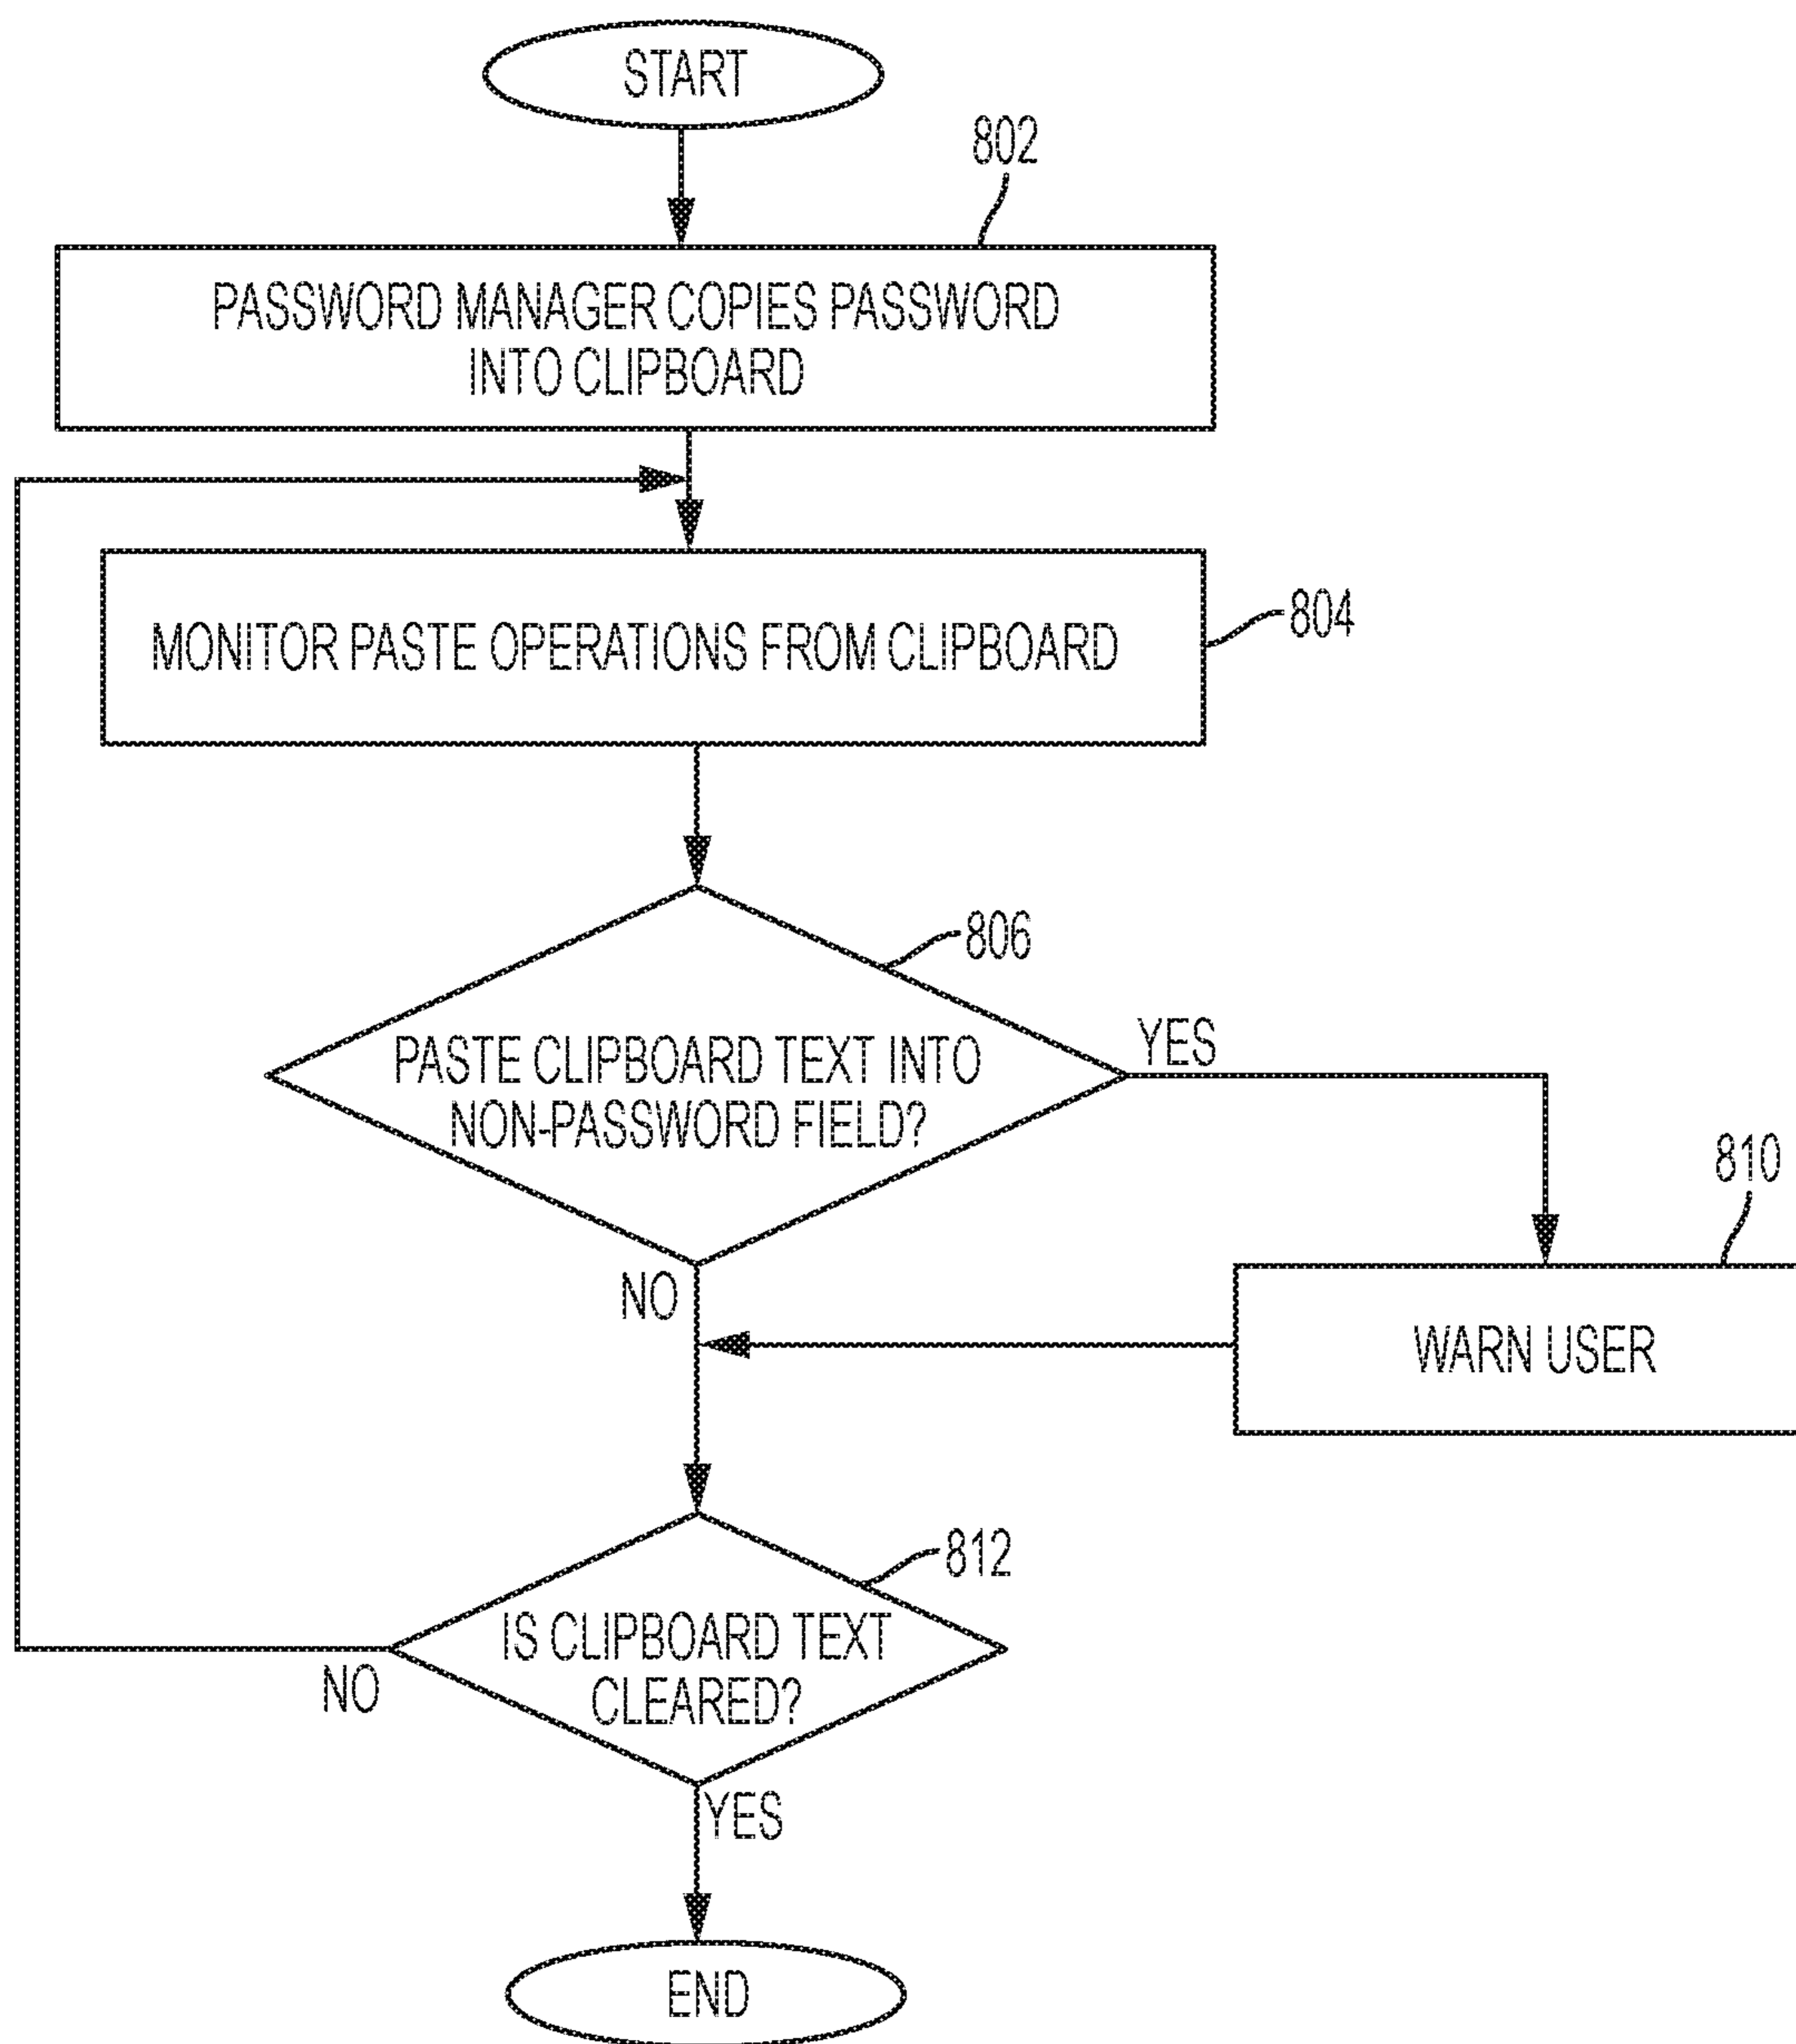 START
802
PASSWORD MANAGER COPIES PASSWORD
INTO CLIPBOARD
MONITOR PASTE OPERATIONS FROM CLIPBOARD
804
806
PASTE CLIPBOARD TEXT INTO
NON-PASSWORD FIELD?
YES
810
NO
WARN USER
812
IS CLIPBOARD TEXT
CLEARED?
NO
YES
END